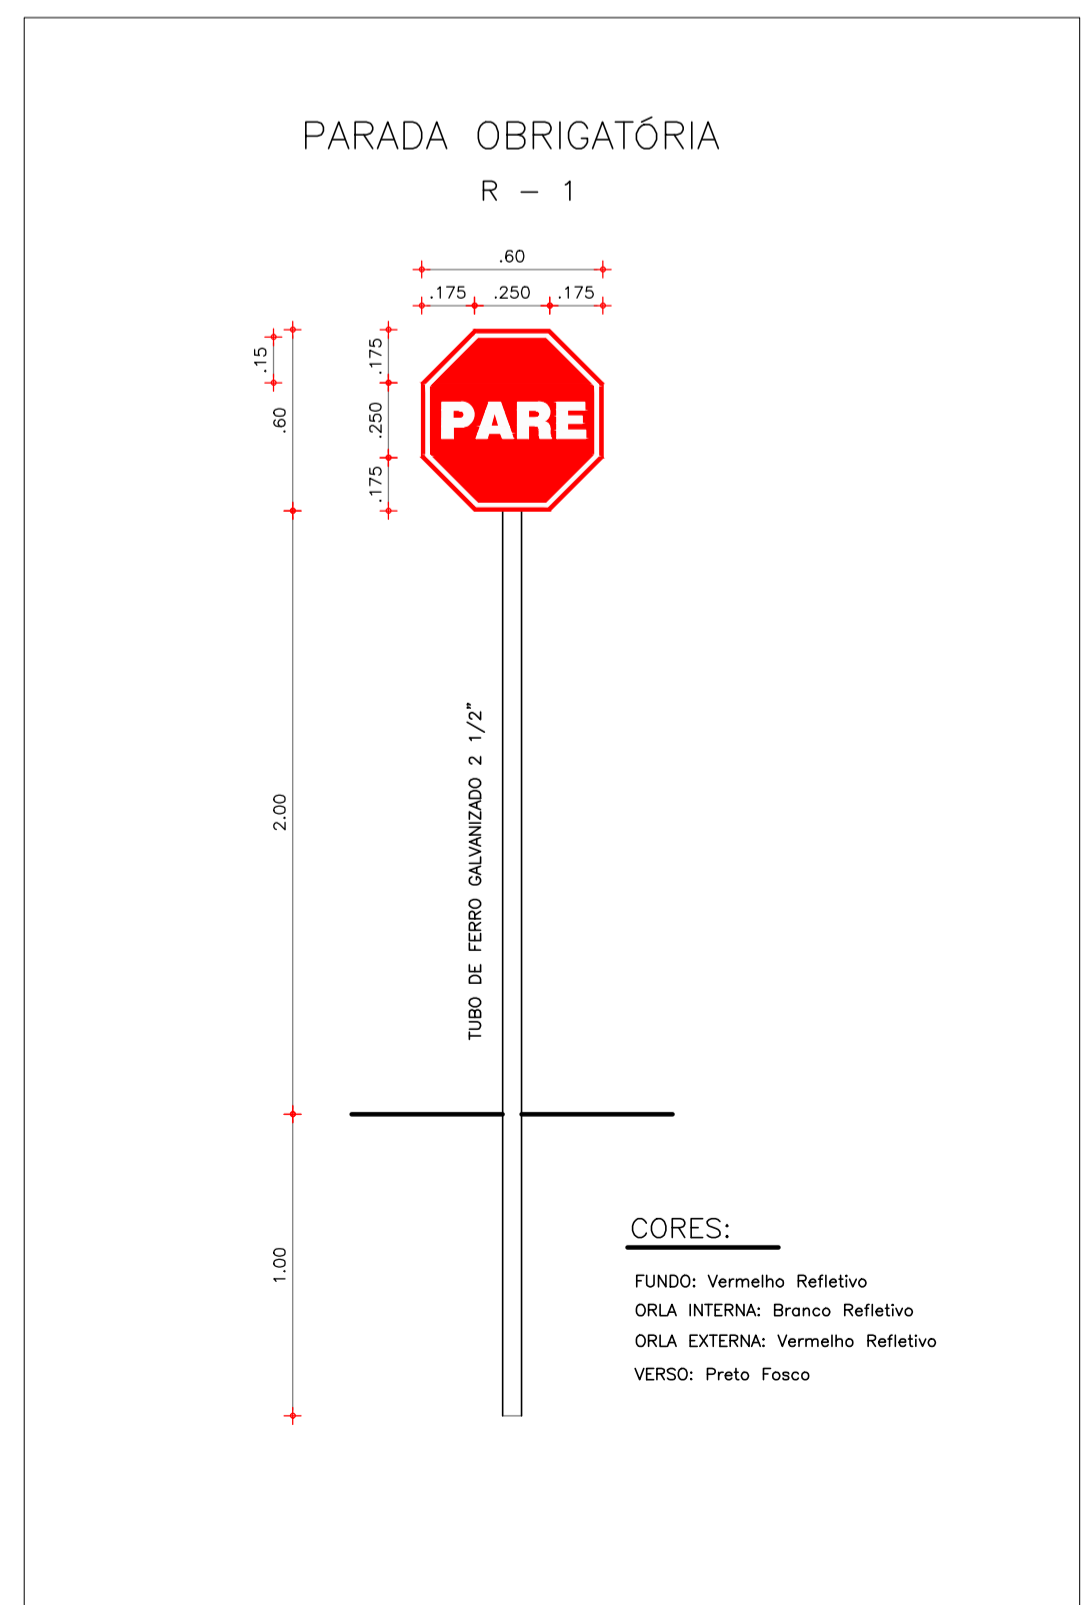 PARADA OBRIGATÓRIA
R - 1
.60
.175 .250 .175
.15
.60
.175
.250
.175
PARE
2.00
TUBO DE FERRO GALVANIZADO 2 1/2"
1.00
CORES:
FUNDO: Vermelho Refletivo
ORLA INTERNA: Branco Refletivo
ORLA EXTERNA: Vermelho Refletivo
VERSO: Preto Fosco